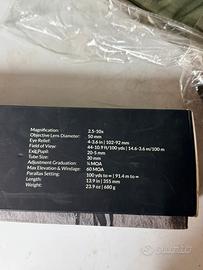 Magnification: 2.5-10x
Objective Lens Diameter: 50 mm
Eye Relief: 4-3.6 in | 102-92 mm
Field of View: 44-10.9 ft/100 yds | 14.6-3.6 m/100 m
Exit Pupil: 20-5 mm
Tube Size: 30 mm
Adjustment Graduation: ¼ MOA
Max Elevation & Windage: 60 MOA
Parallax Setting: 100 yds to ∞ | 91.4 m to ∞
Length: 13.9 in | 355 mm
Weight: 23.9 oz | 680 g